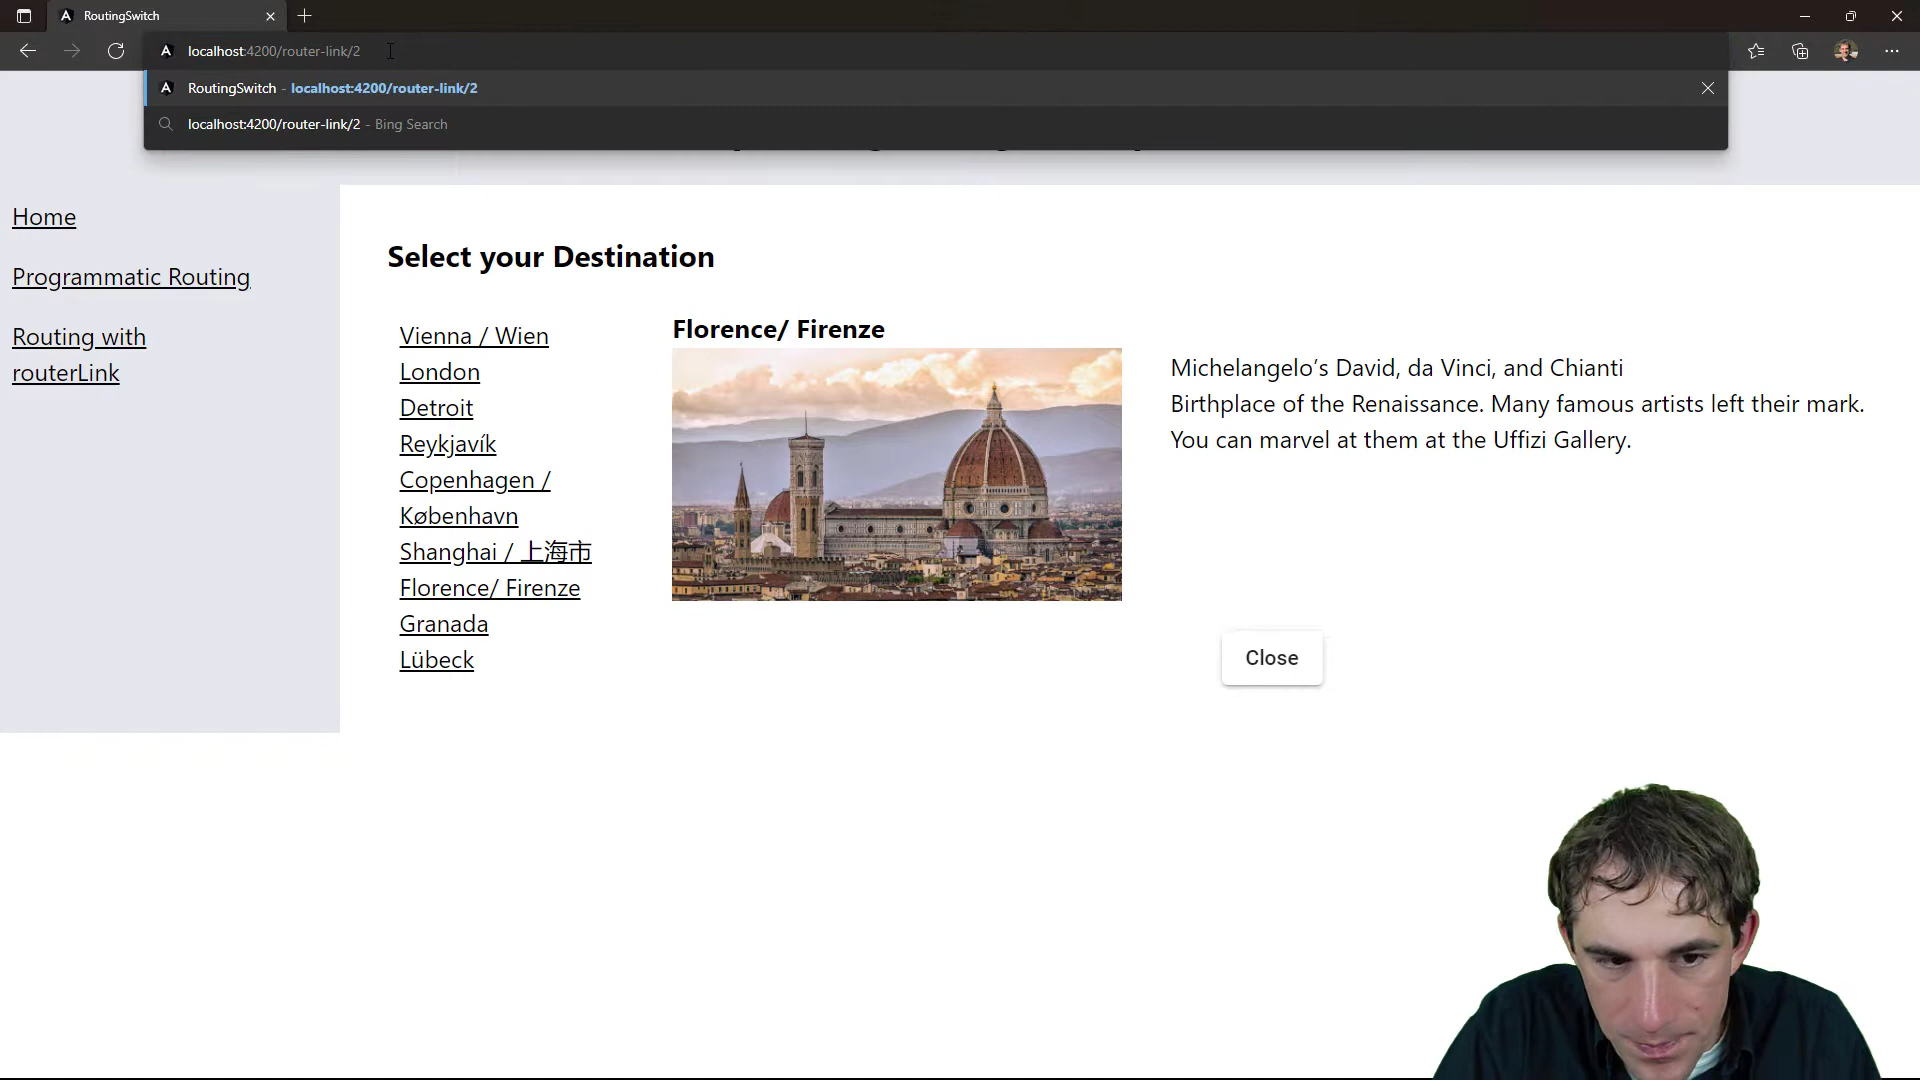 RoutingSwitch
localhost:4200/router-link/2
RoutingSwitch - localhost:4200/router-link/2
localhost:4200/router-link/2 - Bing Search
Home
Programmatic Routing
Routing with
routerLink
Select your Destination
Vienna / Wien
London
Detroit
Reykjavík
Copenhagen /
København
Shanghai / 上海市
Florence/ Firenze
Granada
Lübeck
Florence/ Firenze
Michelangelo’s David, da Vinci, and Chianti
Birthplace of the Renaissance. Many famous artists left their mark.
You can marvel at them at the Uffizi Gallery.
Close